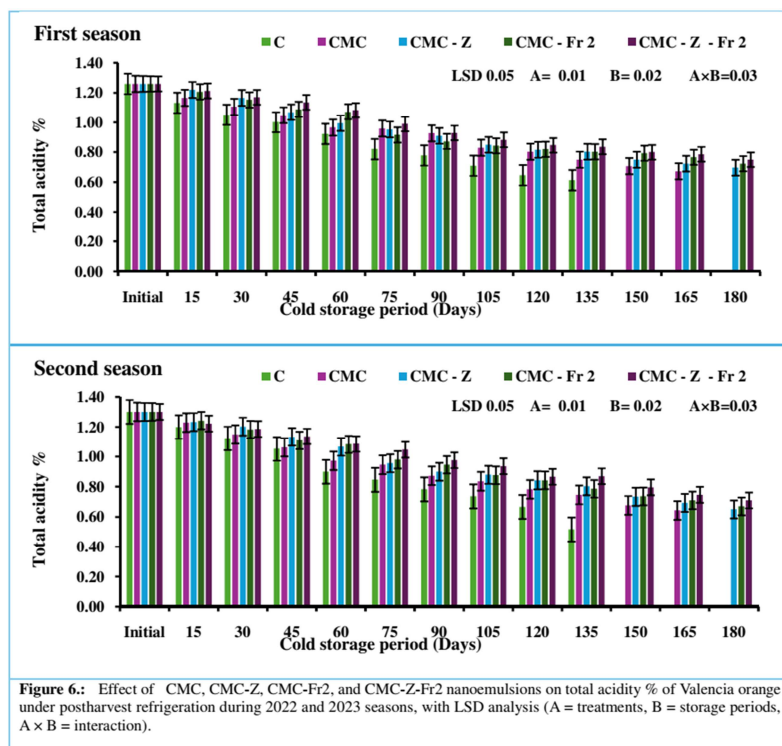 First season
C CMC CMC - Z CMC - Fr 2 CMC - Z - Fr 2
LSD 0.05 A= 0.01 B= 0.02 A×B=0.03
Total acidity %
1.40
1.20
1.00
0.80
0.60
0.40
0.20
0.00
Initial 15 30 45 60 75 90 105 120 135 150 165 180
Cold storage period (Days)
Second season
C CMC CMC - Z CMC - Fr 2 CMC - Z - Fr 2
LSD 0.05 A= 0.01 B= 0.02 A×B=0.03
Total acidity %
1.40
1.20
1.00
0.80
0.60
0.40
0.20
0.00
Initial 15 30 45 60 75 90 105 120 135 150 165 180
Cold storage period (Days)
Figure 6.: Effect of CMC, CMC-Z, CMC-Fr2, and CMC-Z-Fr2 nanoemulsions on total acidity % of Valencia orange
under postharvest refrigeration during 2022 and 2023 seasons, with LSD analysis (A = treatments, B = storage periods,
A × B = interaction).